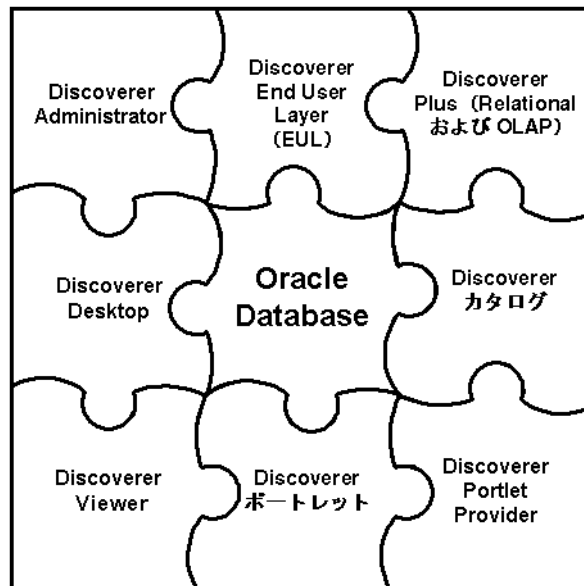 Discoverer
Administrator
Discoverer
End User
Layer
（EUL）
Discoverer
Plus（Relational
および OLAP）
Discoverer
Desktop
Oracle
Database
Discoverer
カタログ
Discoverer
Viewer
Discoverer
ポートレット
Discoverer
Portlet
Provider